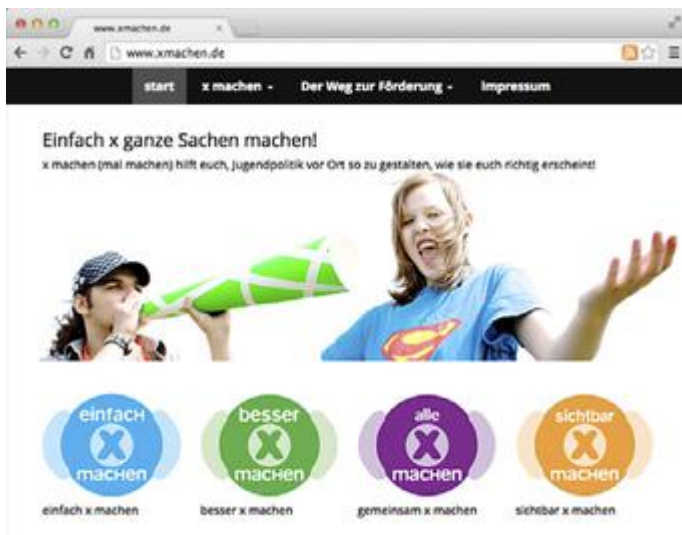 www.xmachen.de
www.xmachen.de
start x machen Der Weg zur Förderung Impressum
Einfach x ganze Sachen machen!
x machen (mal machen) hilft euch, Jugendpolitik vor Ort so zu gestalten, wie sie euch richtig erscheint!
einfacH
X
macHen
besser
X
macHen
alle
X
macHen
sichtbar
X
macHen
einfach x machen besser x machen gemeinsam x machen sichtbar x machen